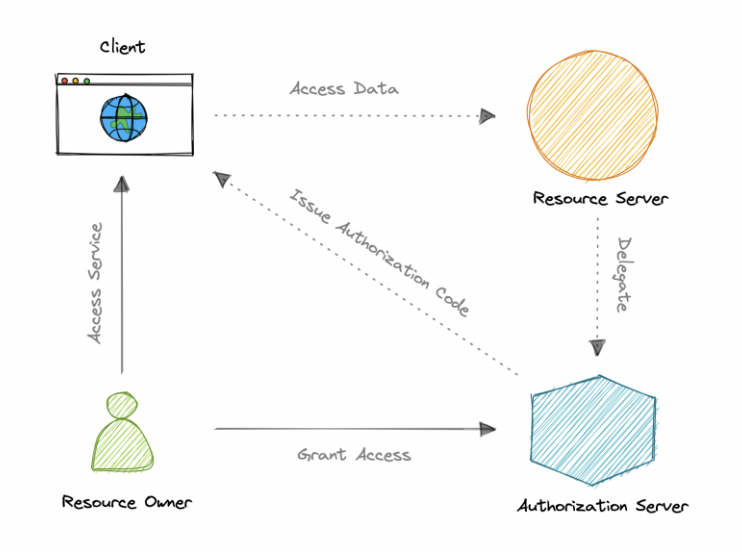 Client
Access Data
Resource Server
Issue Authorization Code
Delegate
Access Service
Grant Access
Resource Owner
Authorization Server